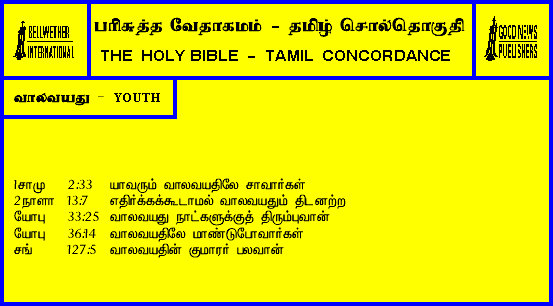 BELLWETHER
INTERNATIONAL
பரிசுத்த வேதாகமம் - தமிழ் சொல்தொகுதி
THE HOLY BIBLE - TAMIL CONCORDANCE
GOOD NEWS
PUBLISHERS
வாலவயது - YOUTH
1சாமு 2:33 யாவரும் வாலவயதிலே சாவார்கள்
2நாளா 13:7 எதிர்க்கக்கூடாமல் வாலவயதும் திடனற்ற
யோபு 33:25 வாலவயது நாட்களுக்குத் திரும்புவான்
யோபு 36:14 வாலவயதிலே மாண்டுபோவார்கள்
சங் 127:5 வாலவயதின் குமாரர் பலவான்